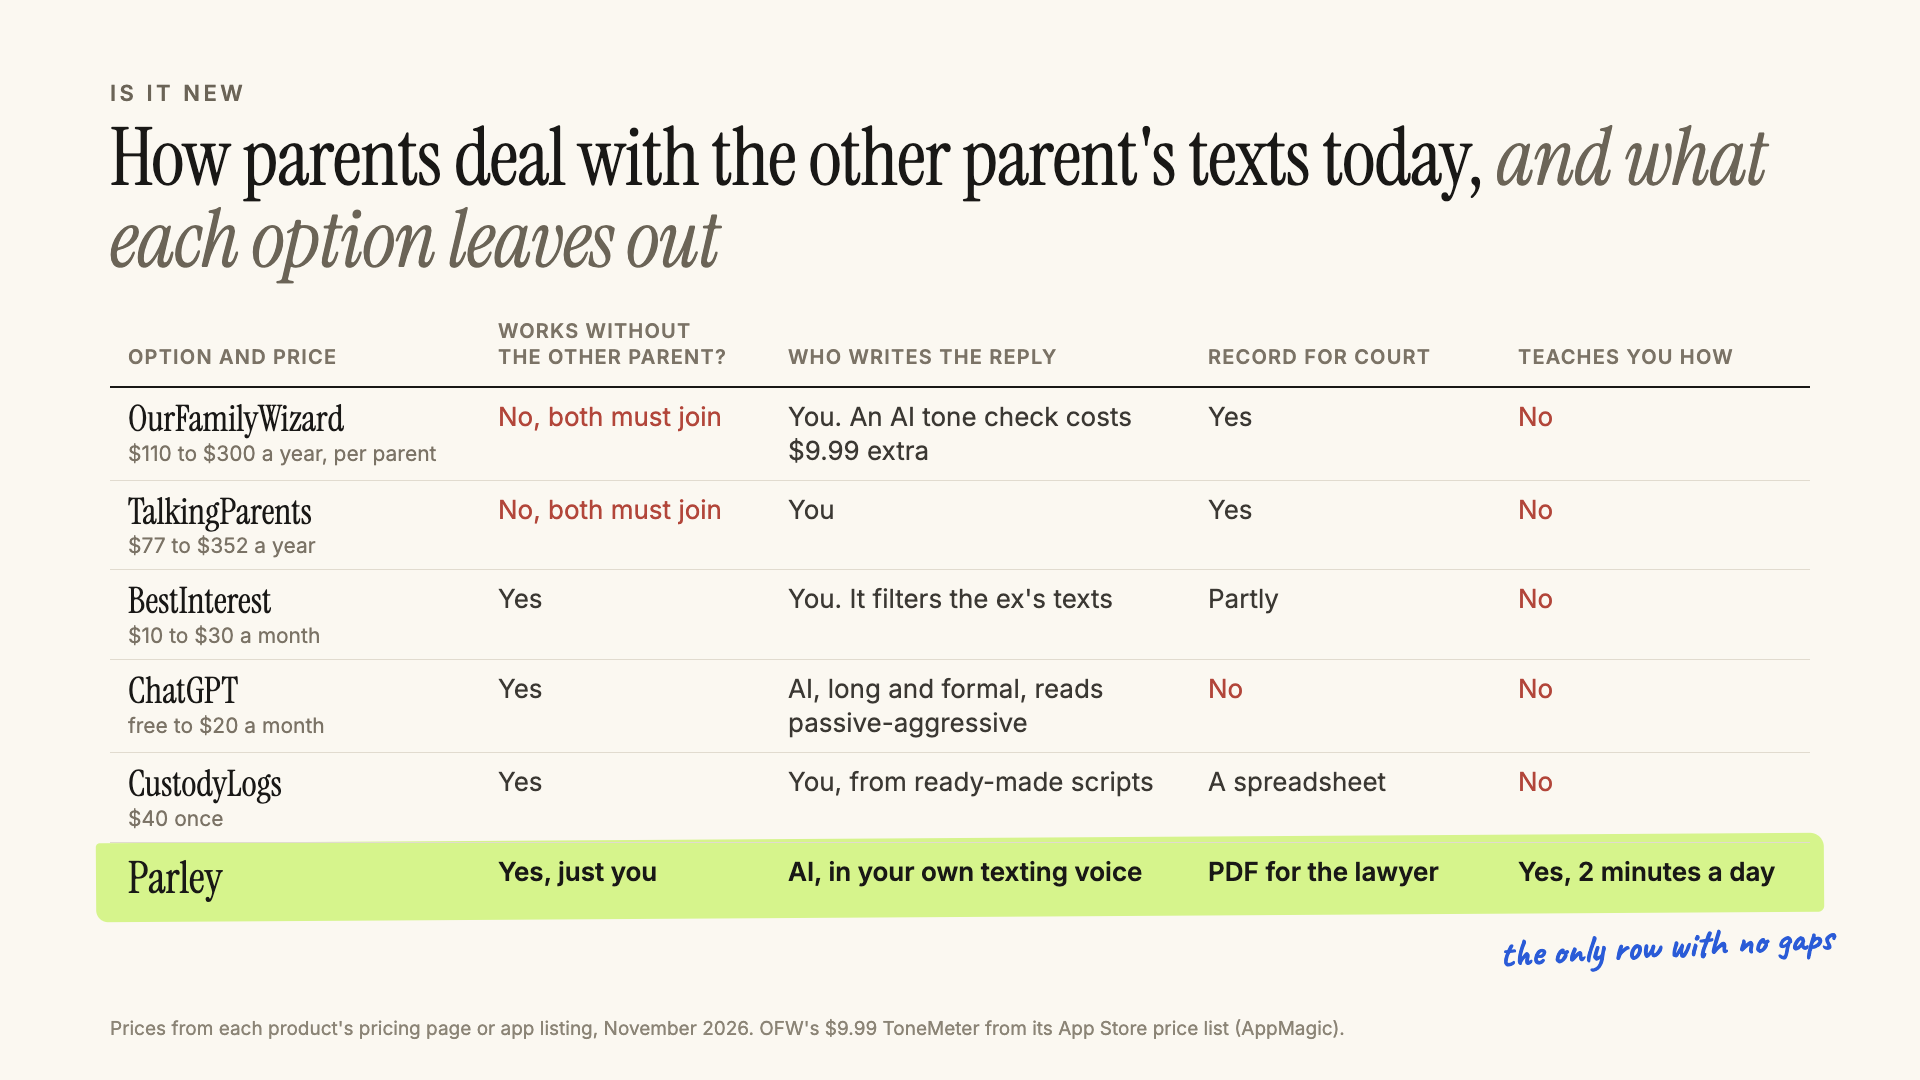 IS IT NEW
How parents deal with the other parent's texts today, and what
each option leaves out
OPTION AND PRICE
WORKS WITHOUT
THE OTHER PARENT?
WHO WRITES THE REPLY
RECORD FOR COURT
TEACHES YOU HOW
OurFamilyWizard
$110 to $300 a year, per parent
No, both must join
You. An AI tone check costs
$9.99 extra
Yes
No
TalkingParents
$77 to $352 a year
No, both must join
You
Yes
No
BestInterest
$10 to $30 a month
Yes
You. It filters the ex's texts
Partly
No
ChatGPT
free to $20 a month
Yes
AI, long and formal, reads
passive-aggressive
No
No
CustodyLogs
$40 once
Yes
You, from ready-made scripts
A spreadsheet
No
Parley
Yes, just you
AI, in your own texting voice
PDF for the lawyer
Yes, 2 minutes a day
the only row with no gaps
Prices from each product's pricing page or app listing, November 2026. OFW's $9.99 ToneMeter from its App Store price list (AppMagic).